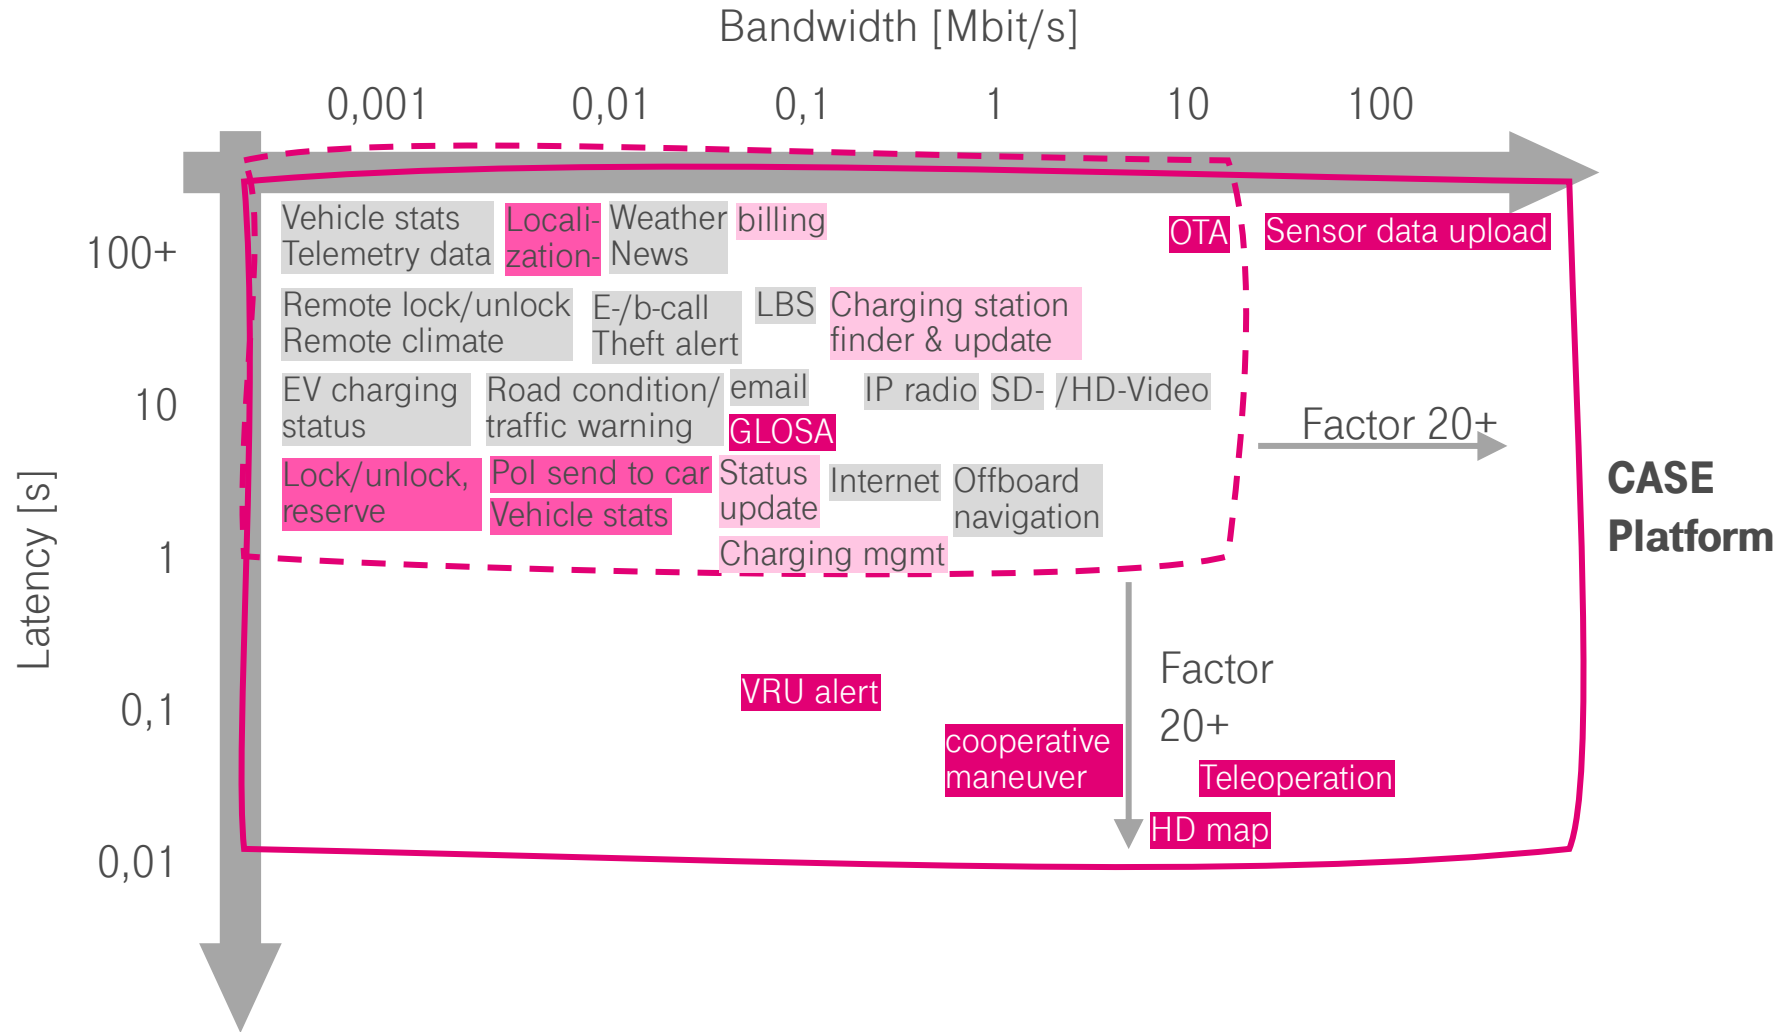 Bandwidth [Mbit/s]
0,001 0,01 0,1 1 10 100
Vehicle stats
Telemetry data
Locali-
zation-
Weather
News
billing
OTA
Sensor data upload
100+
Remote lock/unlock
Remote climate
E-/b-call
Theft alert
LBS
Charging station
finder & update
10
EV charging
status
Road condition/
traffic warning
email
GLOSA
IP radio
SD-
/HD-Video
Factor 20+
Lock/unlock,
reserve
PoI send to car
Vehicle stats
Status
update
Internet
Offboard
navigation
CASE
Platform
1
Charging mgmt
Latency [s]
Factor
20+
0,1
VRU alert
cooperative
maneuver
Teleoperation
HD map
0,01